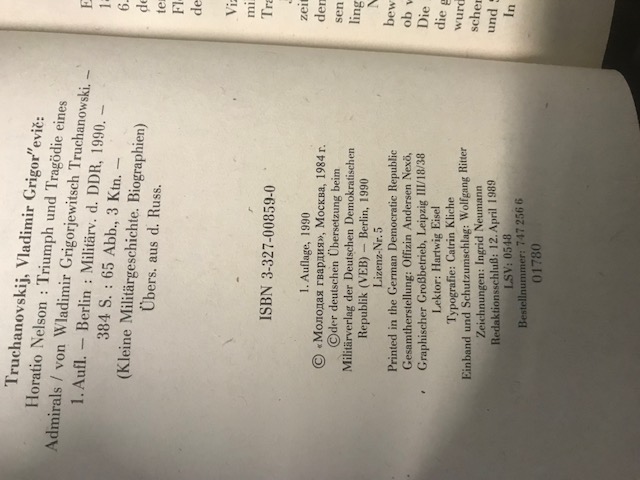 Truchanovskij, Vladimir Grigor"evič:
Horatio Nelson : Triumph und Tragödie eines
Admirals / von Wladimir Grigorjewitsch Truchanowski. –
1. Aufl. – Berlin : Militärv. d. DDR, 1990. –
384 S. : 65 Abb., 3 Ktn. –
(Kleine Militärgeschichte. Biographien)
Übers. aus d. Russ.
ISBN 3-327-00859-0
1. Auflage, 1990
© «Молодая гвардия», Москва, 1984 г.
© der deutschen Übersetzung beim
Militärverlag der Deutschen Demokratischen
Republik (VEB) – Berlin, 1990
Lizenz-Nr. 5
Printed in the German Democratic Republic
Gesamtherstellung: Offizin Andersen Nexö,
Graphischer Großbetrieb, Leipzig III/18/38
Lektor: Hartwig Eisel
Typografie: Catrin Kliche
Einband und Schutzumschlag: Wolfgang Ritter
Zeichnungen: Ingrid Neumann
Redaktionsschluß: 12. April 1989
LSV: 0548
Bestellnummer: 747 256 6
01780